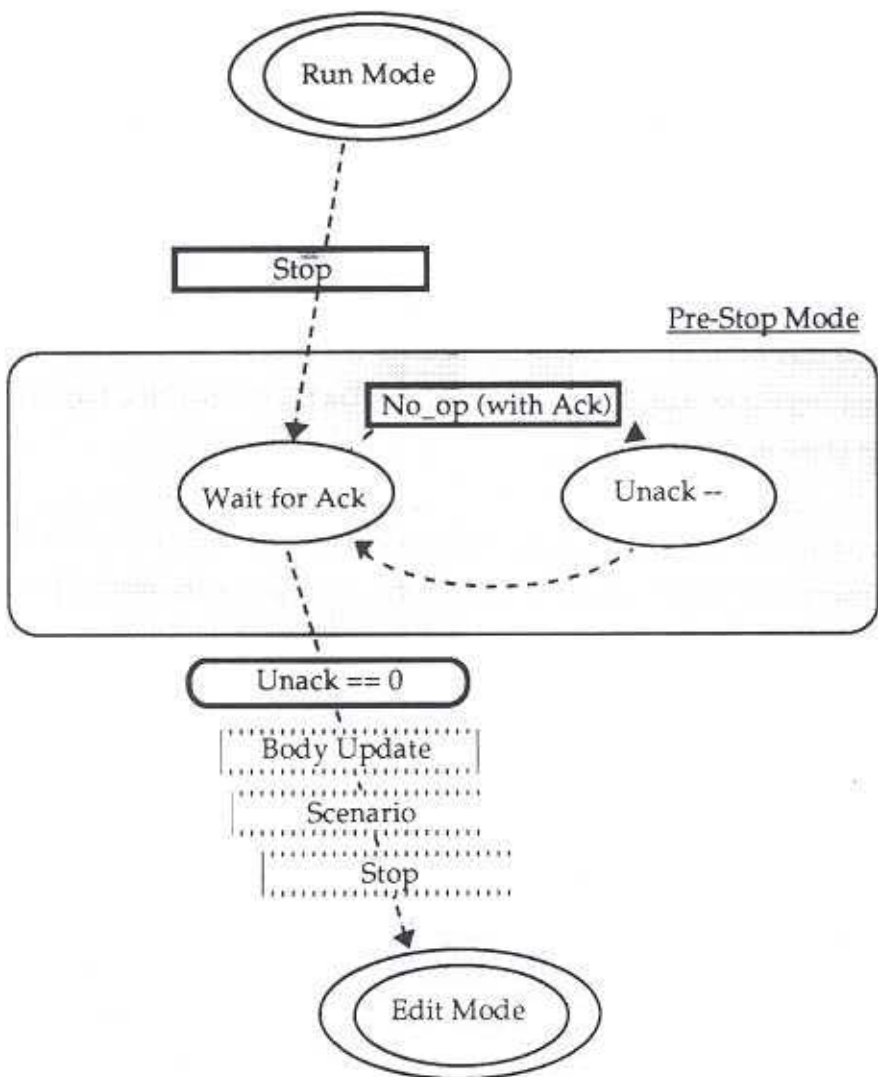 Run Mode
Stop
Pre-Stop Mode
No_op (with Ack)
Wait for Ack
Unack --
Unack == 0
Body Update
Scenario
Stop
Edit Mode